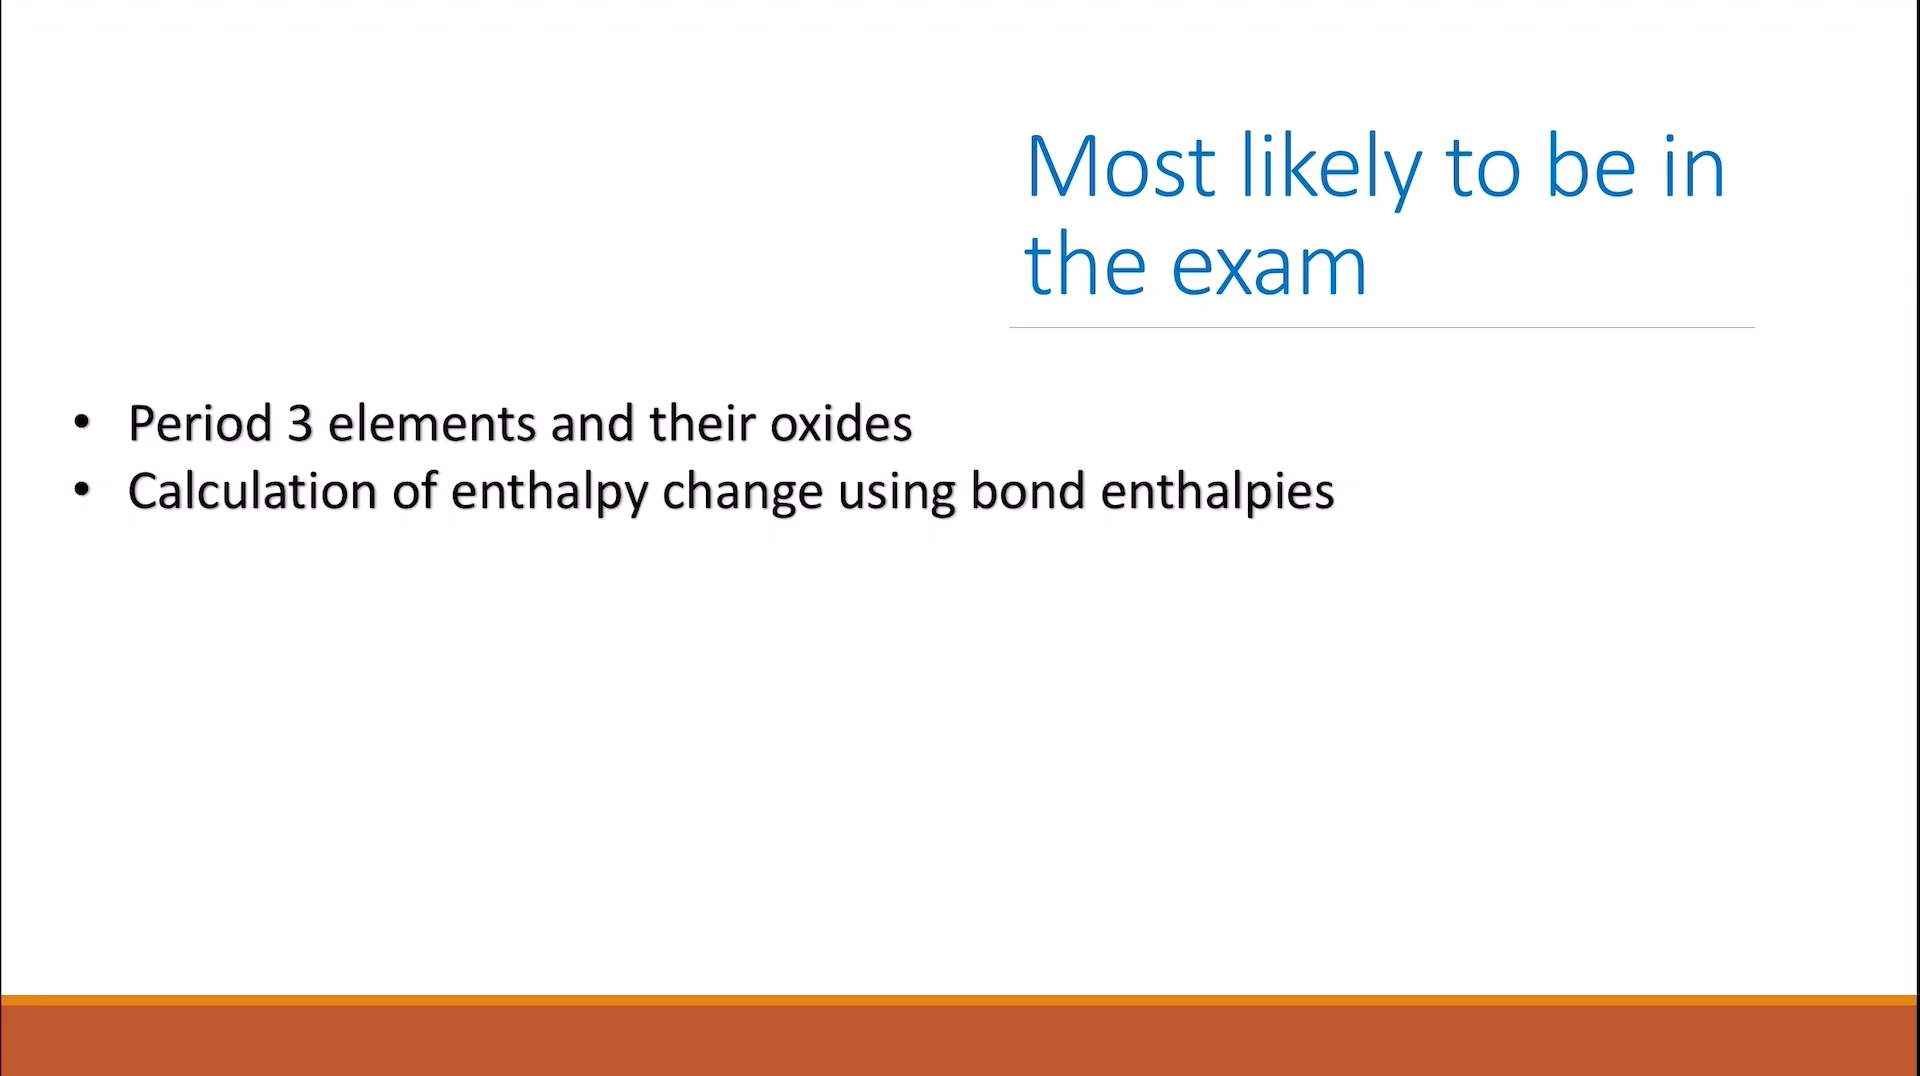 Most likely to be in
the exam
• Period 3 elements and their oxides
• Calculation of enthalpy change using bond enthalpies